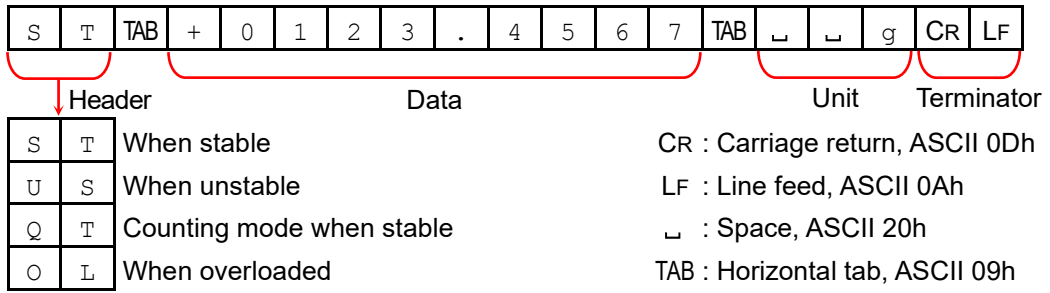 S T TAB + 0 1 2 3 . 4 5 6 7 TAB ␣ ␣ g CR LF
Header Data Unit Terminator
S T When stable CR : Carriage return, ASCII 0Dh
U S When unstable LF : Line feed, ASCII 0Ah
Q T Counting mode when stable ␣ : Space, ASCII 20h
O L When overloaded TAB : Horizontal tab, ASCII 09h